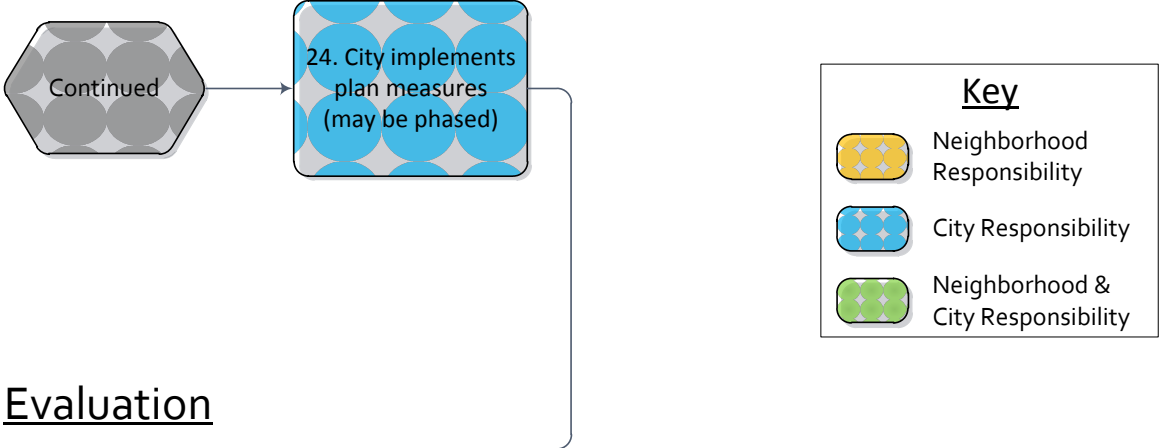 Continued
24. City implements
plan measures
(may be phased)
Key
Neighborhood
Responsibility
City Responsibility
Neighborhood &
City Responsibility
Evaluation